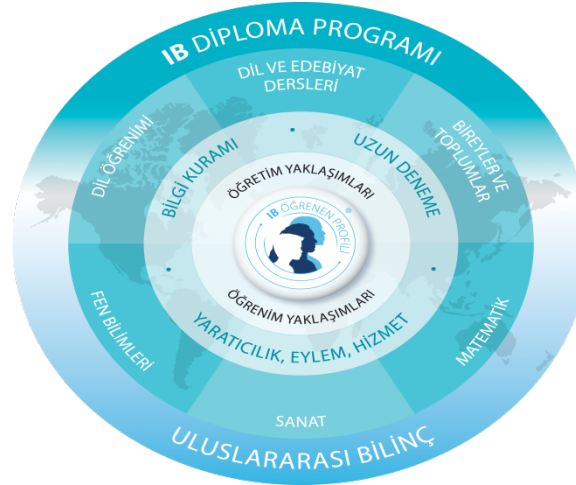 IB DİPLOMA PROGRAMI
DİL VE EDEBİYAT
DERSLERİ
DİL ÖĞRENİMİ
BİREYLER VE
TOPLUMLAR
BİLGİ KURAMI
UZUN DENEME
ÖĞRETİM YAKLAŞIMLARI
IB ÖĞRENEN PROFİLİ
®
ÖĞRENİM YAKLAŞIMLARI
YARATICILIK, EYLEM, HİZMET
FEN BİLİMLERİ
MATEMATİK
SANAT
ULUSLARARASI BİLİNÇ